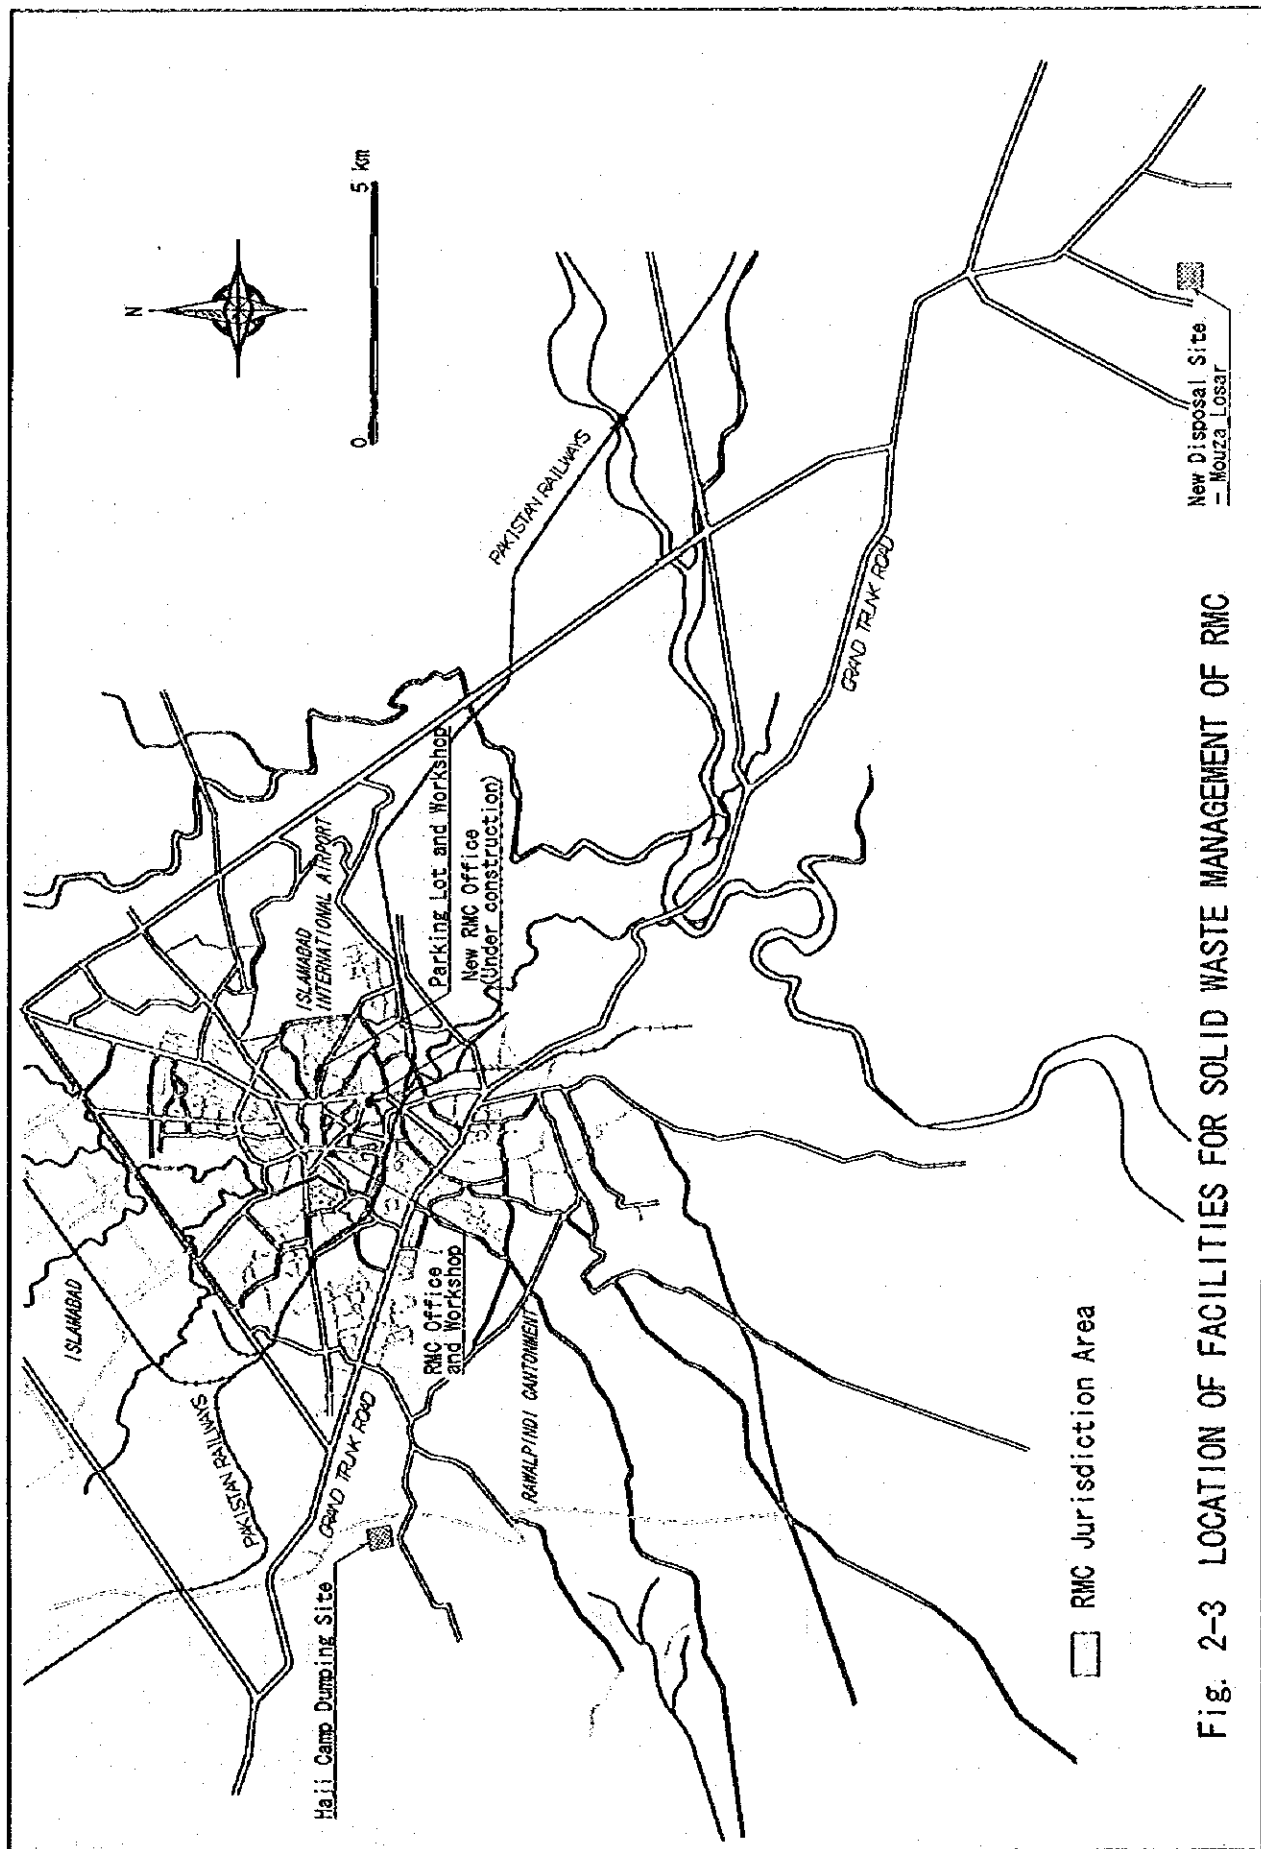 N
0
5 km
ISLAMABAD
PAKISTAN RAILWAYS
GRAND TRUNK ROAD
Haji Camp Dumping Site
RMC Office
and Workshop
RAWALPINDI CANTONMENT
ISLAMABAD
INTERNATIONAL AIRPORT
Parking Lot and Workshop
New RMC Office
(Under construction)
PAKISTAN RAILWAYS
GRAND TRUNK ROAD
New Disposal Site
- Mouza Losar
RMC Jurisdiction Area
Fig. 2-3 LOCATION OF FACILITIES FOR SOLID WASTE MANAGEMENT OF RMC